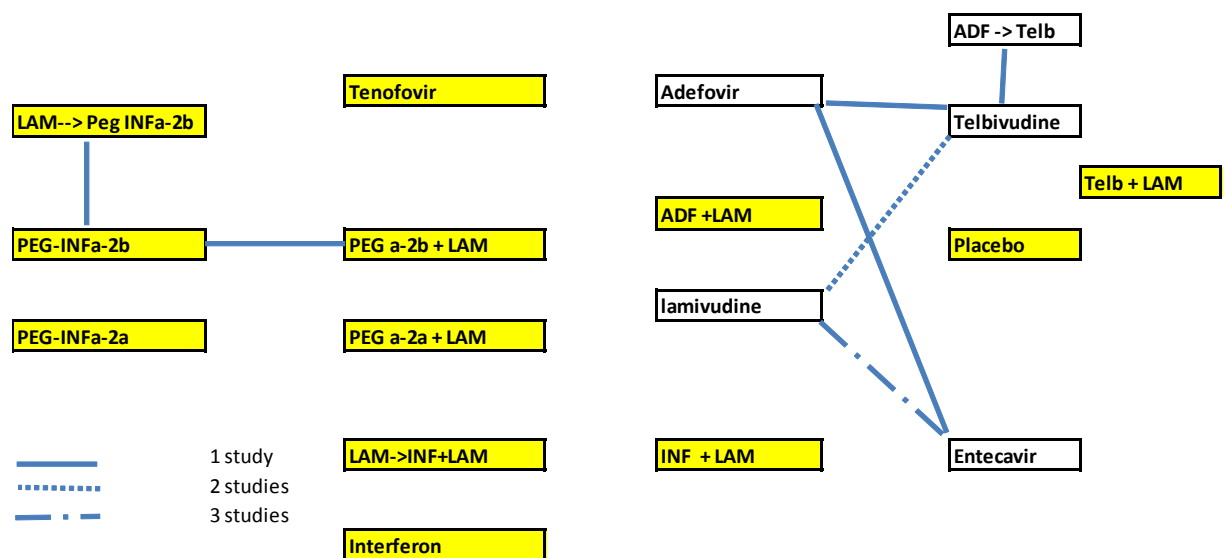 ADF -> Telb
Tenofovir
Adefovir
LAM--> Peg INFa-2b
Telbivudine
Telb + LAM
ADF +LAM
PEG-INFa-2b
PEG a-2b + LAM
Placebo
lamivudine
PEG-INFa-2a
PEG a-2a + LAM
1 study
LAM->INF+LAM
INF + LAM
Entecavir
2 studies
3 studies
Interferon